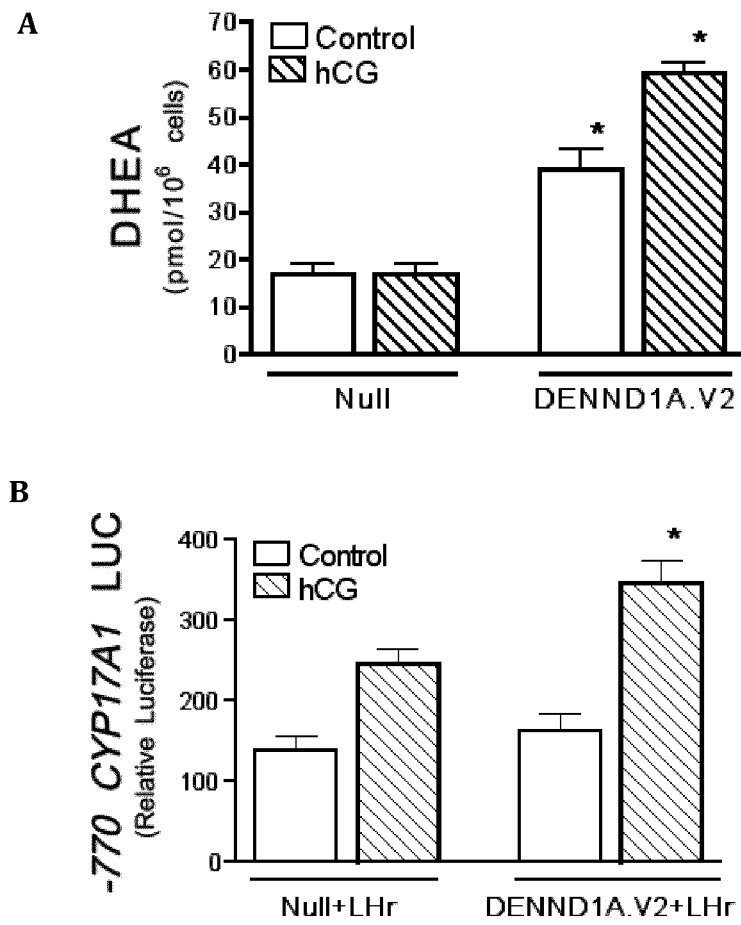 A
DHEA
(pmol/10⁶ cells)
70
60
50
40
30
20
10
0
Control
hCG
*
*
Null
DENND1A.V2
B
-770 CYP17A1 LUC
(Relative Luciferase)
400
300
200
100
0
Control
hCG
*
Null+LHr
DENND1A.V2+LHr